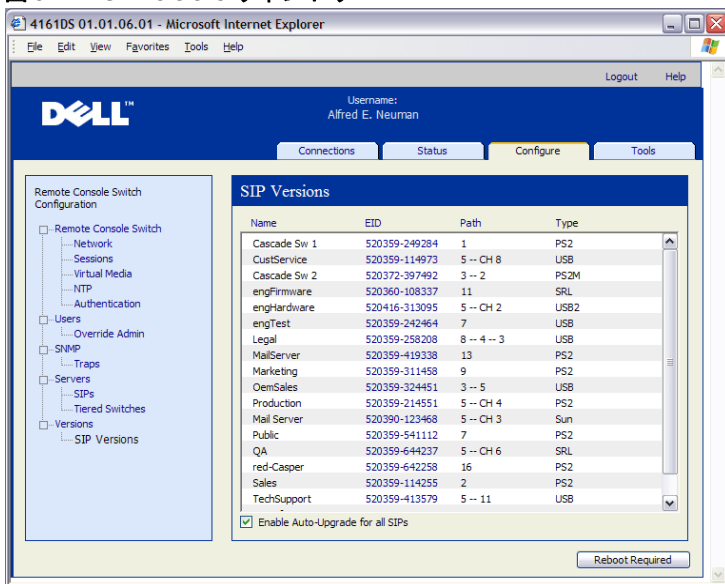 4161DS 01.01.06.01 - Microsoft Internet Explorer
File Edit View Favorites Tools Help
Logout Help
DELL™
Username:
Alfred E. Neuman
Connections Status Configure Tools
Remote Console Switch
Configuration
Remote Console Switch
Network
Sessions
Virtual Media
NTP
Authentication
Users
Override Admin
SNMP
Traps
Servers
SIPs
Tiered Switches
Versions
SIP Versions
SIP Versions
Name EID Path Type
Cascade Sw 1 520359-249284 1 PS2
CustService 520359-114973 5 -- CH 8 USB
Cascade Sw 2 520372-397492 3 -- 2 PS2M
engFirmware 520360-108337 11 SRL
engHardware 520416-313095 5 -- CH 2 USB2
engTest 520359-242464 7 USB
Legal 520359-258208 8 -- 4 -- 3 USB
MailServer 520359-419338 13 PS2
Marketing 520359-311458 9 PS2
OemSales 520359-324451 3 -- 5 USB
Production 520359-214551 5 -- CH 4 PS2
Mail Server 520390-123468 5 -- CH 3 Sun
Public 520359-541112 7 PS2
QA 520359-644237 5 -- CH 6 SRL
red-Casper 520359-642258 16 PS2
Sales 520359-114255 2 PS2
TechSupport 520359-413579 5 -- 11 USB
Enable Auto-Upgrade for all SIPs
Reboot Required